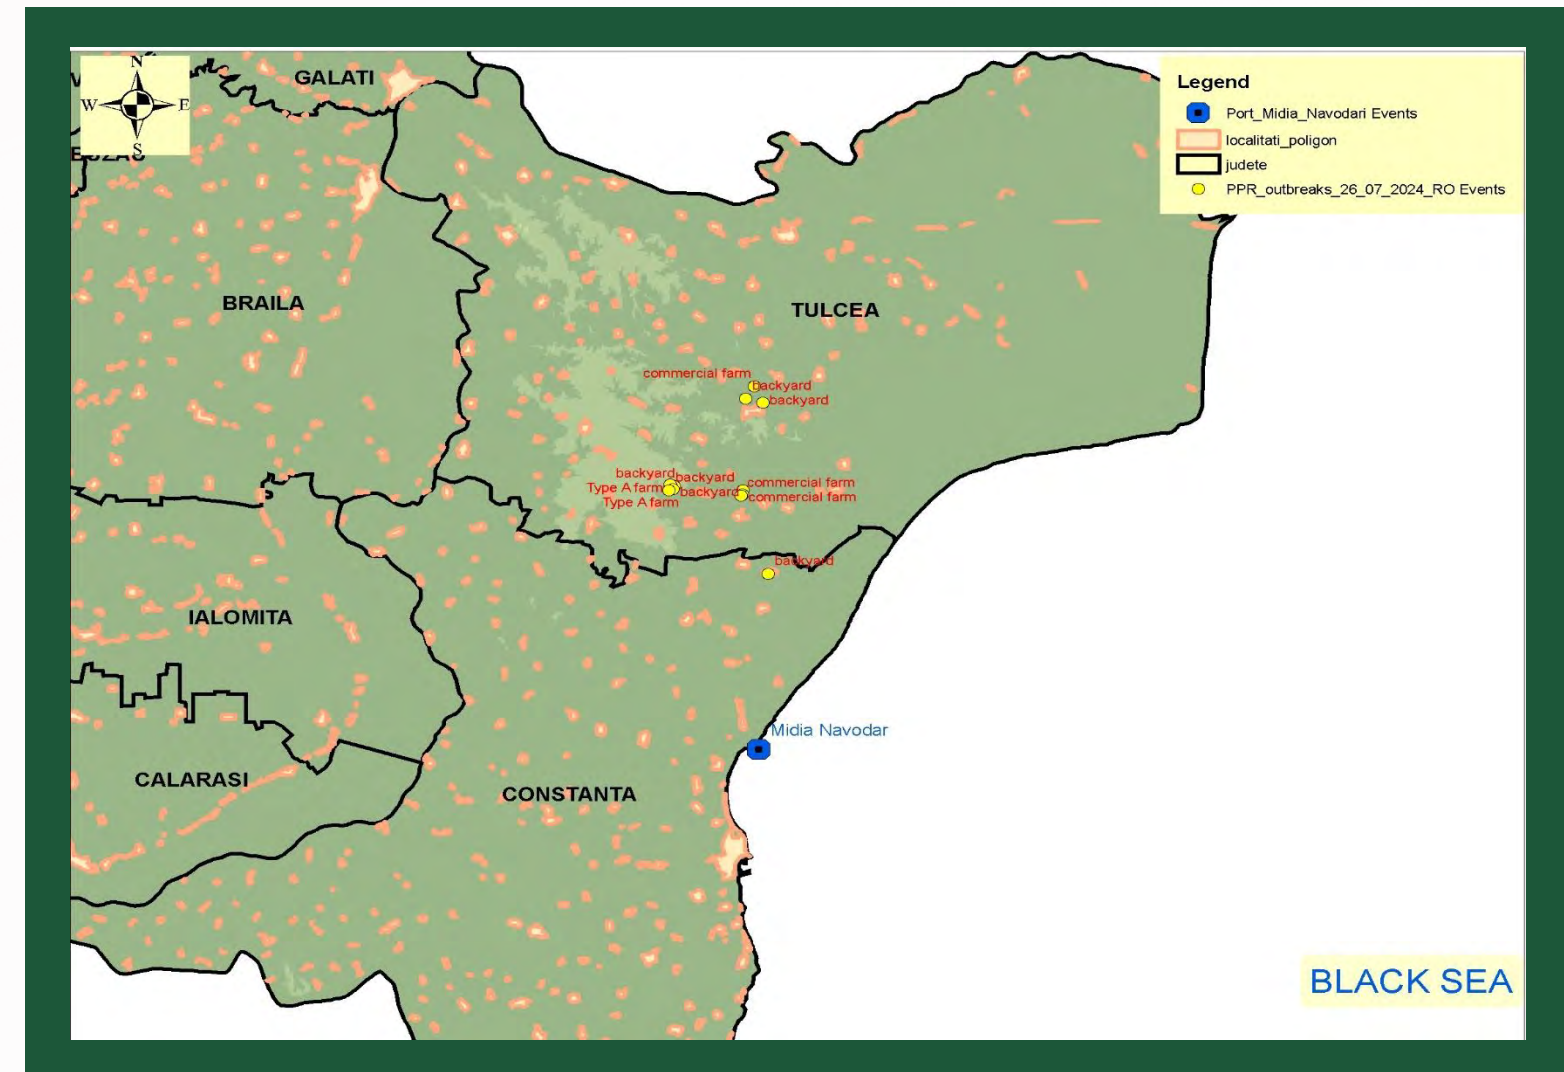 N
W E
S
GALATI
BRAILA
TULCEA
IALOMITA
CALARASI
CONSTANTA
Legend
Port_Midia_Navodari Events
localitati_poligon
judete
PPR_outbreaks_26_07_2024_RO Events
commercial farm
backyard
backyard
backyard
backyard
Type A farm
backyard
Type A farm
commercial farm
commercial farm
backyard
Midia Navodar
BLACK SEA